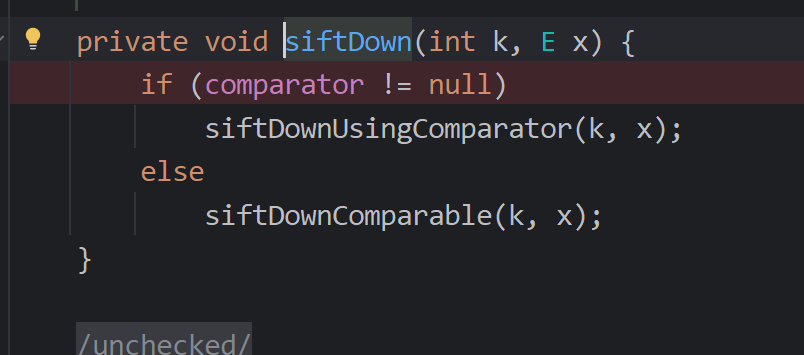 private void siftDown(int k, E x) {
if (comparator != null)
siftDownUsingComparator(k, x);
else
siftDownComparable(k, x);
}
/unchecked/